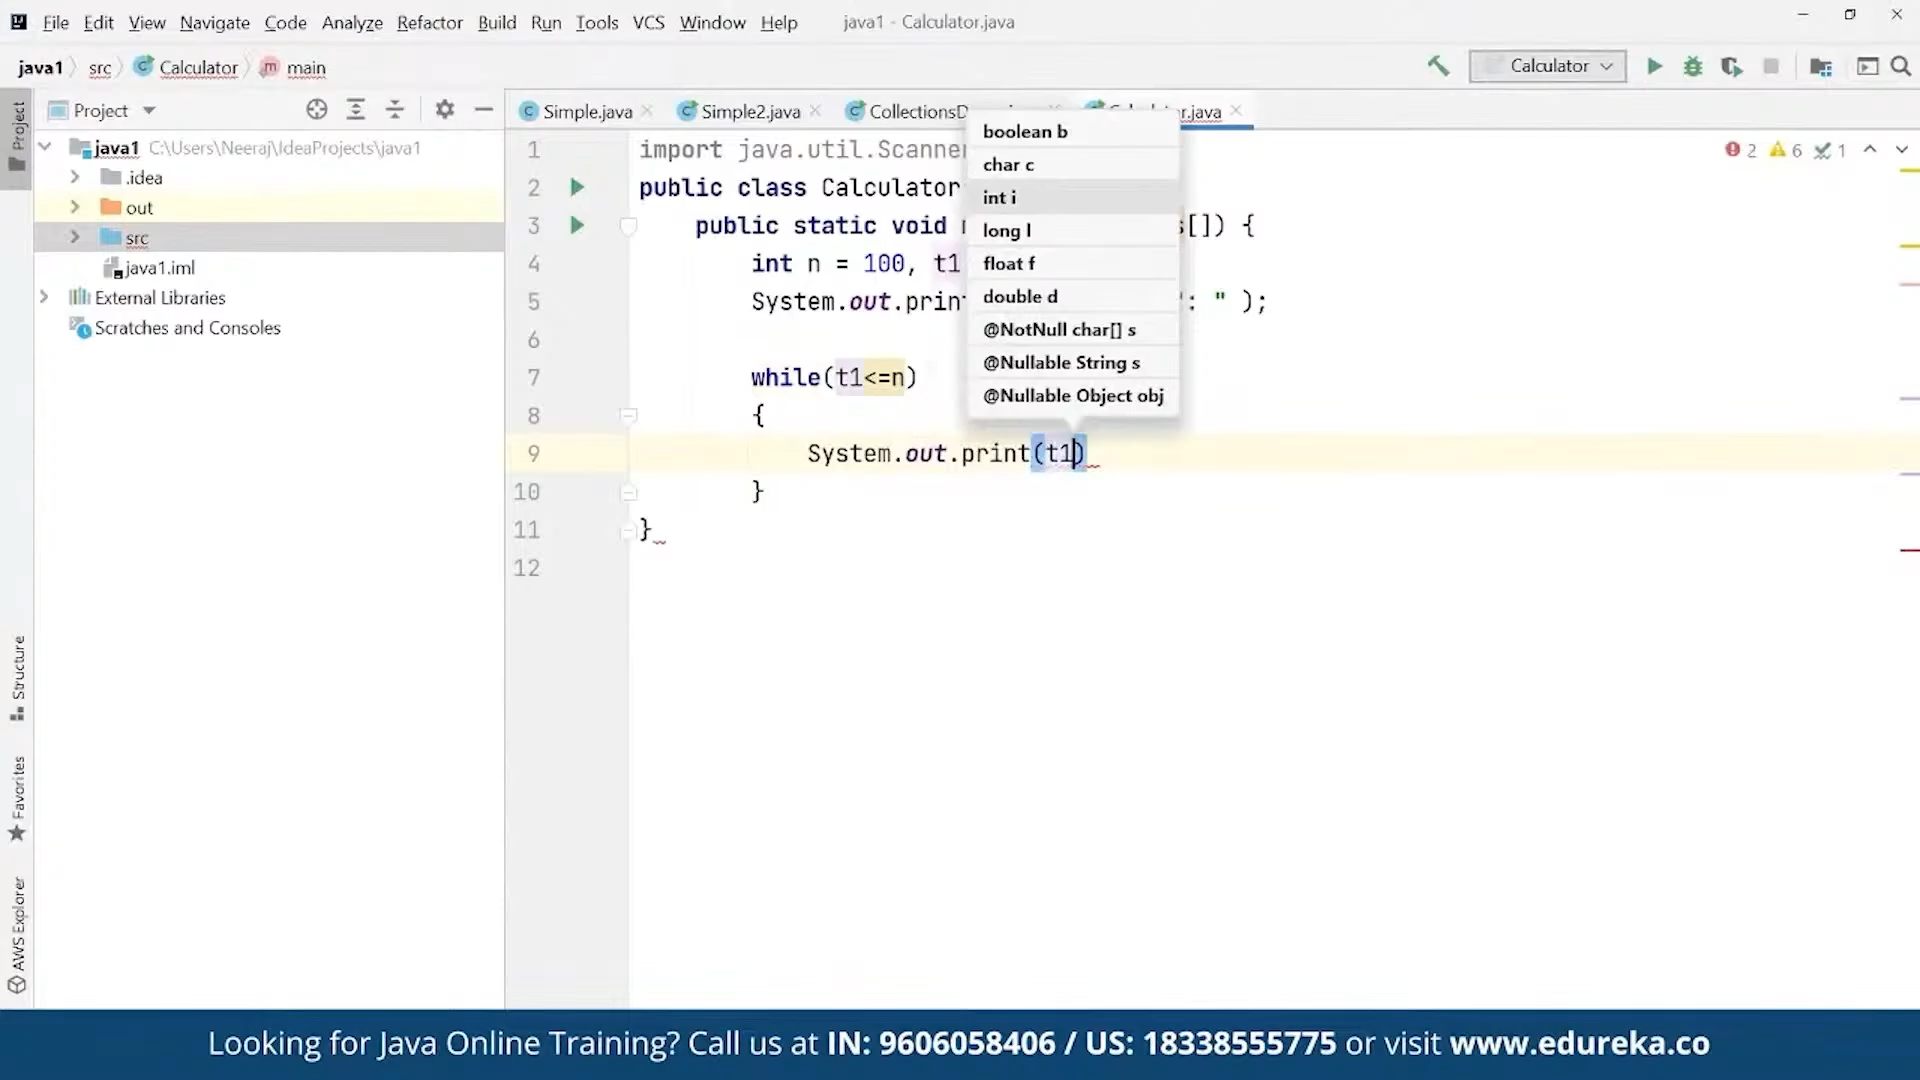 File Edit View Navigate Code Analyze Refactor Build Run Tools VCS Window Help java1 - Calculator.java
java1 src Calculator m main Calculator
Project Simple.java Simple2.java r.java
java1 C:\Users\Neeraj\IdeaProjects\java1
.idea
out
src
java1.iml
External Libraries
Scratches and Consoles
Project
Structure
Favorites
AWS Explorer
boolean b
char c
int i
long l
float f
double d
@NotNull char[] s
@Nullable String s
@Nullable Object obj
2 6 1
1 import java.util.Scanne
2 public class Calculator
3 public static void s[]) {
4 int n = 100, t1
5 System.out.prin : " );
6
7 while(t1<=n)
8 {
9 System.out.print(t1)
10 }
11 }
12
Looking for Java Online Training? Call us at IN: 9606058406 / US: 18338555775 or visit www.edureka.co